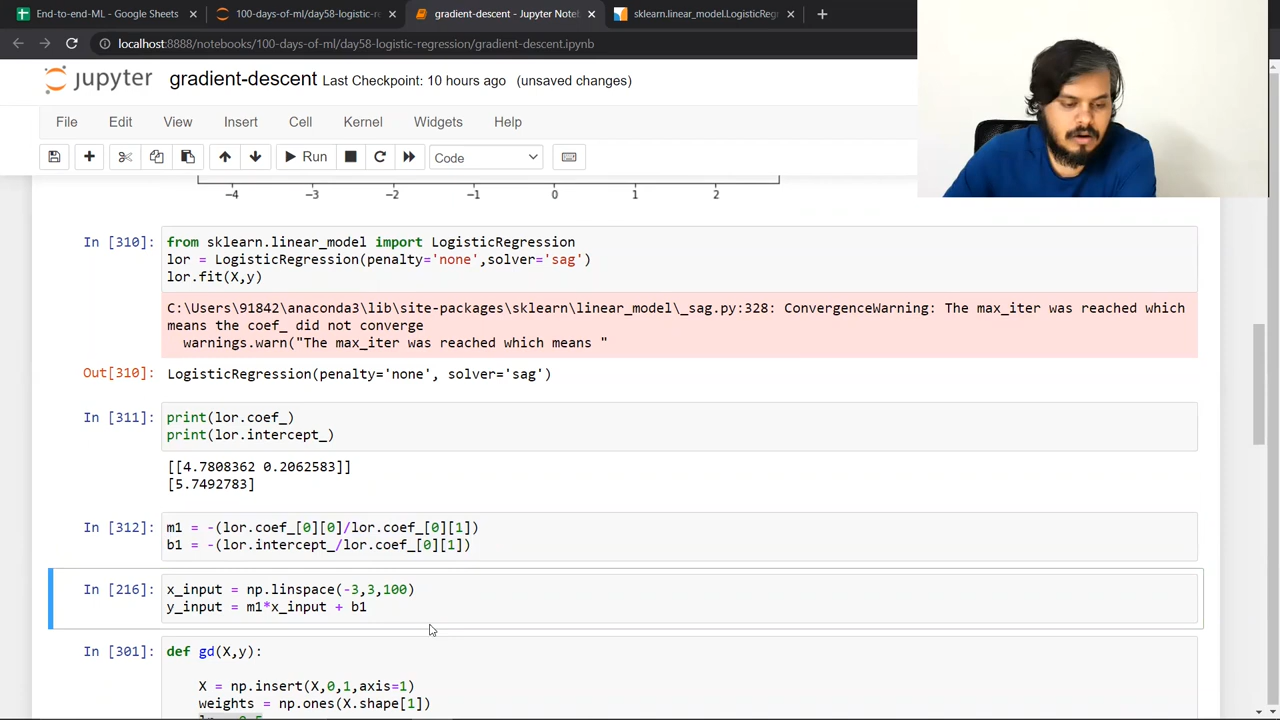 End-to-end-ML - Google Sheets
100-days-of-ml/day58-logistic-re
gradient-descent - Jupyter Note
sklearn.linear_model.LogisticReg
localhost:8888/notebooks/100-days-of-ml/day58-logistic-regression/gradient-descent.ipynb
jupyter gradient-descent Last Checkpoint: 10 hours ago (unsaved changes)
File Edit View Insert Cell Kernel Widgets Help
Run Code
−4 −3 −2 −1 0 1 2
In [310]: from sklearn.linear_model import LogisticRegression
lor = LogisticRegression(penalty='none',solver='sag')
lor.fit(X,y)
C:\Users\91842\anaconda3\lib\site-packages\sklearn\linear_model\_sag.py:328: ConvergenceWarning: The max_iter was reached which
means the coef_ did not converge
warnings.warn("The max_iter was reached which means "
Out[310]: LogisticRegression(penalty='none', solver='sag')
In [311]: print(lor.coef_)
print(lor.intercept_)
[[4.7808362 0.2062583]]
[5.7492783]
In [312]: m1 = -(lor.coef_[0][0]/lor.coef_[0][1])
b1 = -(lor.intercept_/lor.coef_[0][1])
In [216]: x_input = np.linspace(-3,3,100)
y_input = m1*x_input + b1
In [301]: def gd(X,y):
X = np.insert(X,0,1,axis=1)
weights = np.ones(X.shape[1])